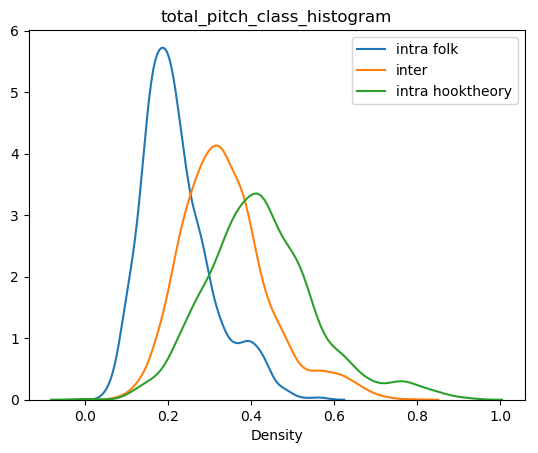 total_pitch_class_histogram
intra folk
inter
intra hooktheory
6
5
4
3
2
1
0
0.0 0.2 0.4 0.6 0.8 1.0
Density